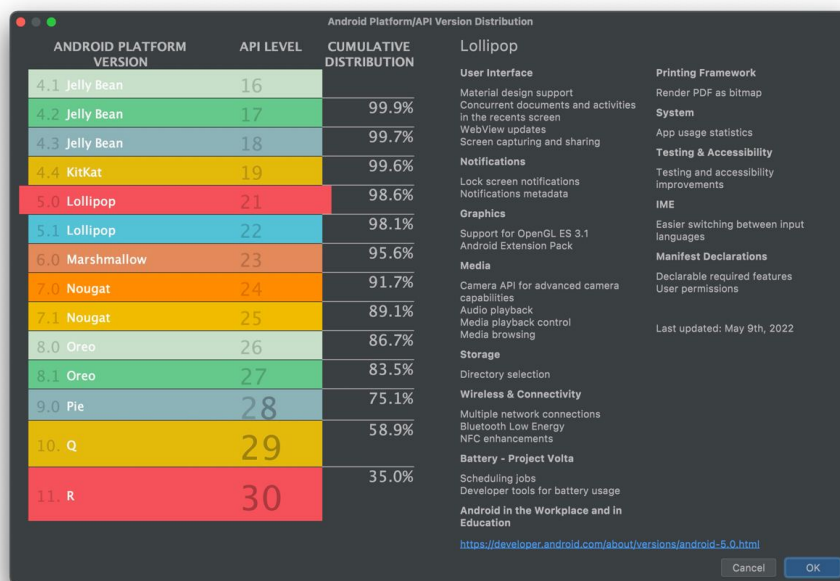 Android Platform/API Version Distribution
ANDROID PLATFORM
VERSION
API LEVEL
CUMULATIVE
DISTRIBUTION
4.1 Jelly Bean 16
99.9%
4.2 Jelly Bean 17
99.7%
4.3 Jelly Bean 18
99.6%
4.4 KitKat 19
98.6%
5.0 Lollipop 21
98.1%
5.1 Lollipop 22
95.6%
6.0 Marshmallow 23
91.7%
7.0 Nougat 24
89.1%
7.1 Nougat 25
86.7%
8.0 Oreo 26
83.5%
8.1 Oreo 27
75.1%
9.0 Pie 28
58.9%
10. Q 29
35.0%
11. R 30
Lollipop
User Interface
Material design support
Concurrent documents and activities
in the recents screen
WebView updates
Screen capturing and sharing
Notifications
Lock screen notifications
Notifications metadata
Graphics
Support for OpenGL ES 3.1
Android Extension Pack
Media
Camera API for advanced camera
capabilities
Audio playback
Media playback control
Media browsing
Storage
Directory selection
Wireless & Connectivity
Multiple network connections
Bluetooth Low Energy
NFC enhancements
Battery - Project Volta
Scheduling jobs
Developer tools for battery usage
Android in the Workplace and in
Education
https://developer.android.com/about/versions/android-5.0.html
Printing Framework
Render PDF as bitmap
System
App usage statistics
Testing & Accessibility
Testing and accessibility
improvements
IME
Easier switching between input
languages
Manifest Declarations
Declarable required features
User permissions
Last updated: May 9th, 2022
Cancel
OK